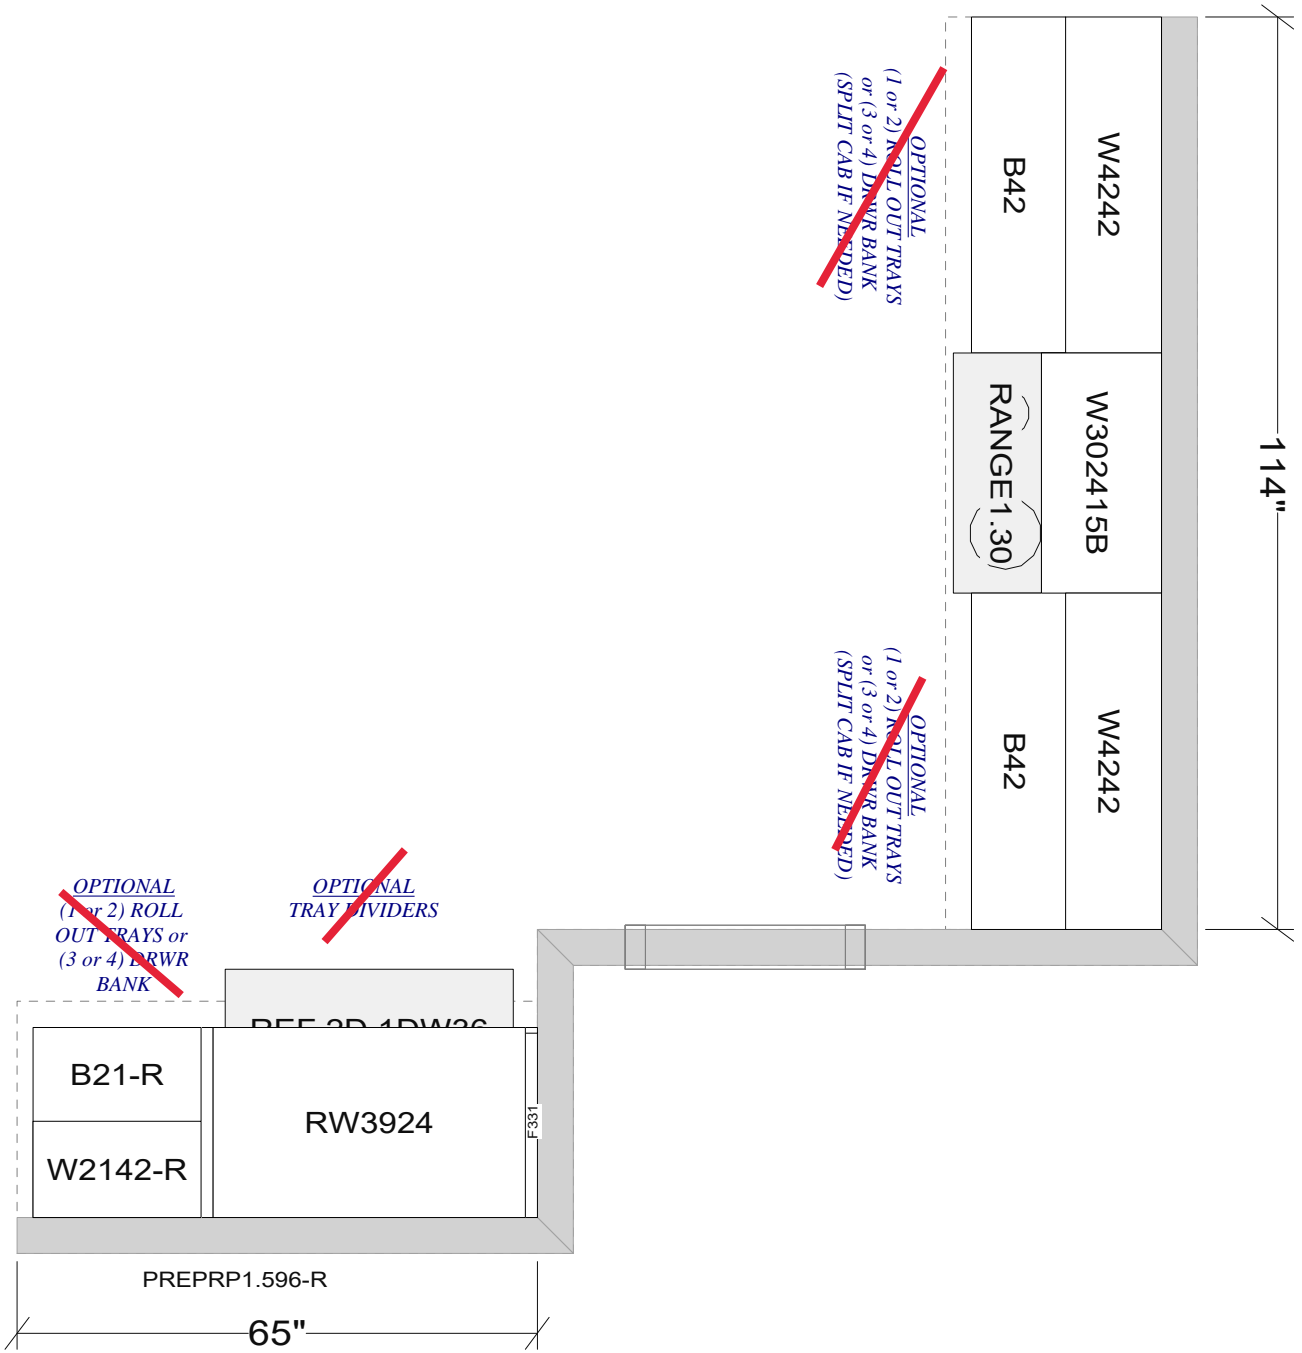 OPTIONAL
(1 or 2) ROLL OUT TRAYS
or (3 or 4) DRWR BANK
(SPLIT CAB IF NEEDED)
B42
W4242
RANGE1.30
W302415B
114"
OPTIONAL
(1 or 2) ROLL OUT TRAYS
or (3 or 4) DRWR BANK
(SPLIT CAB IF NEEDED)
B42
W4242
OPTIONAL
(1 or 2) ROLL
OUT TRAYS or
(3 or 4) DRWR
BANK
OPTIONAL
TRAY DIVIDERS
REF.2D.1DW36
B21-R
RW3924
F331
W2142-R
PREPRP1.596-R
65"